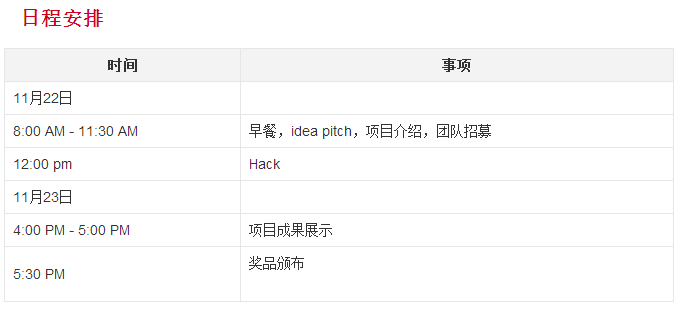 日程安排
时间 事项
11月22日
8:00 AM - 11:30 AM 早餐，idea pitch，项目介绍，团队招募
12:00 pm Hack
11月23日
4:00 PM - 5:00 PM 项目成果展示
5:30 PM 奖品颁布